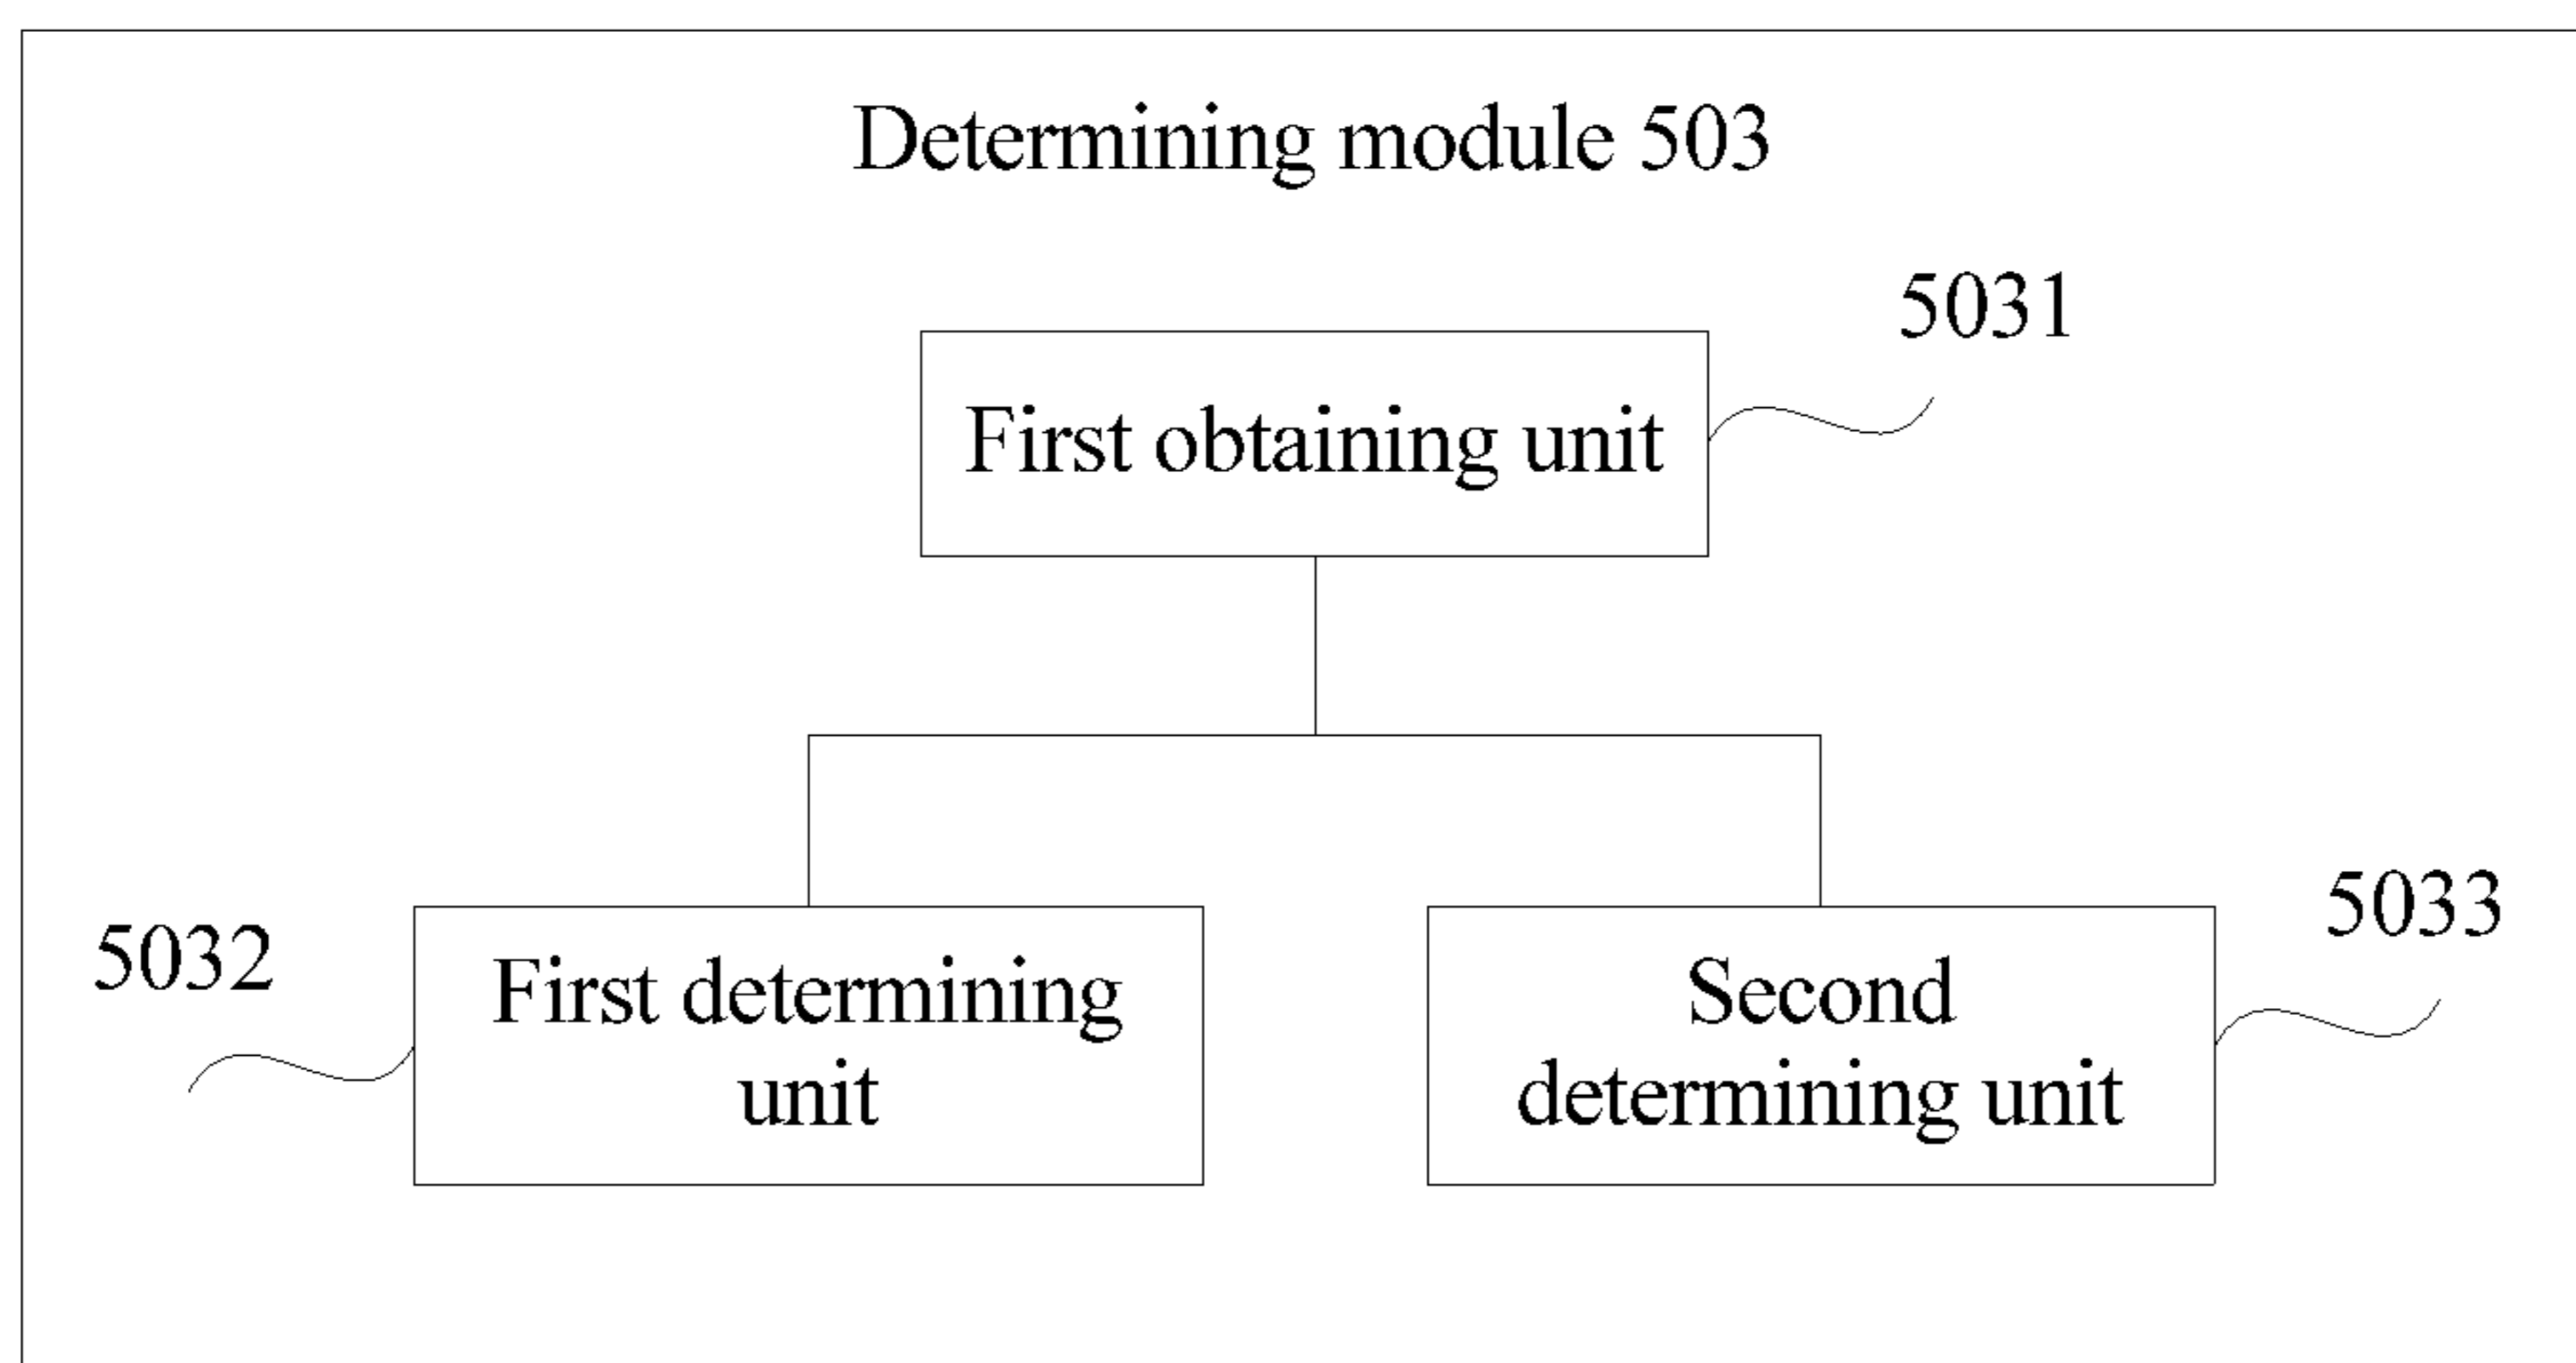 Determining module 503
5031
First obtaining unit
5032
First determining
unit
5033
Second
determining unit